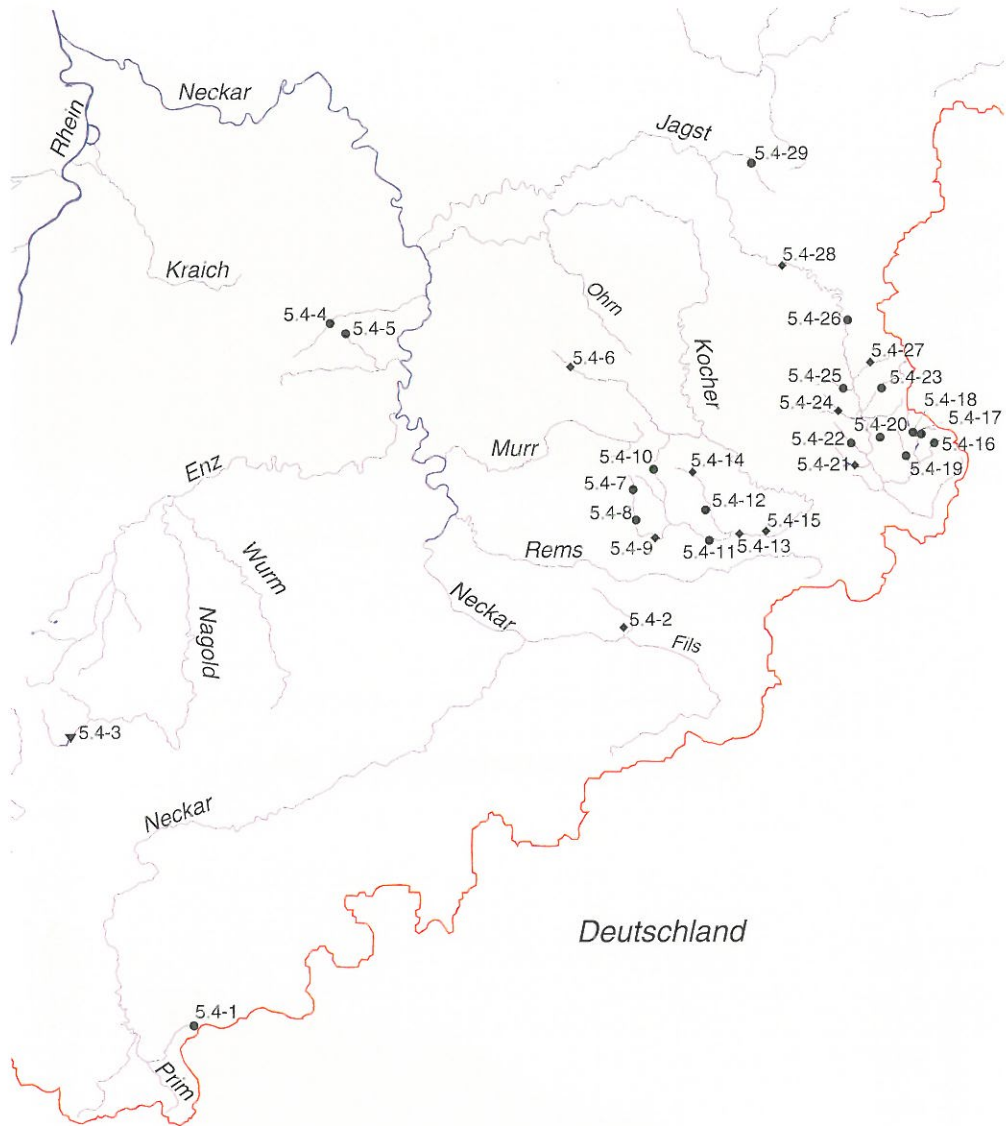 Neckar
Rhein
Jagst
5.4-29
Kraich
5.4-28
Ohrn
5.4-4
5.4-5
5.4-26
5.4-6
Kocher
5.4-27
5.4-25
5.4-23
5.4-24
5.4-18
5.4-17
5.4-20
5.4-16
5.4-22
5.4-19
5.4-21
Murr
Enz
5.4-10
5.4-14
5.4-7
5.4-12
5.4-8
5.4-15
5.4-9
5.4-11
5.4-13
Rems
Wurm
Neckar
Nagold
5.4-2
Fils
5.4-3
Neckar
Deutschland
5.4-1
Prim